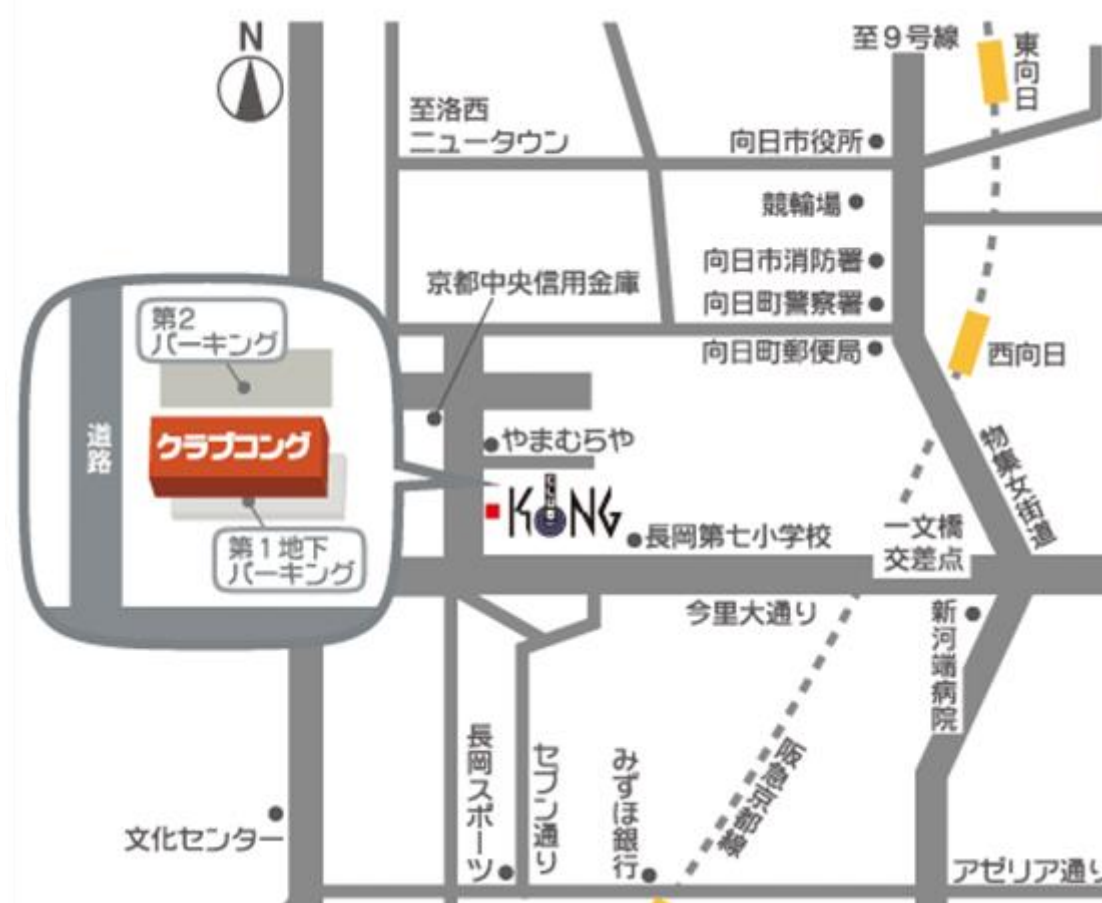 N
至9号線
東向日
至洛西
ニュータウン
向日市役所
競輪場
向日市消防署
向日町警察署
向日町郵便局
西向日
京都中央信用金庫
第2
パーキング
クラブコング
道路
第1地下
パーキング
やまむらや
CLUB
KONG
長岡第七小学校
物集女街道
一文橋
交差点
今里大通り
新河端病院
長岡スポーツ
セブン通り
みずほ銀行
阪急京都線
文化センター
アゼリア通り